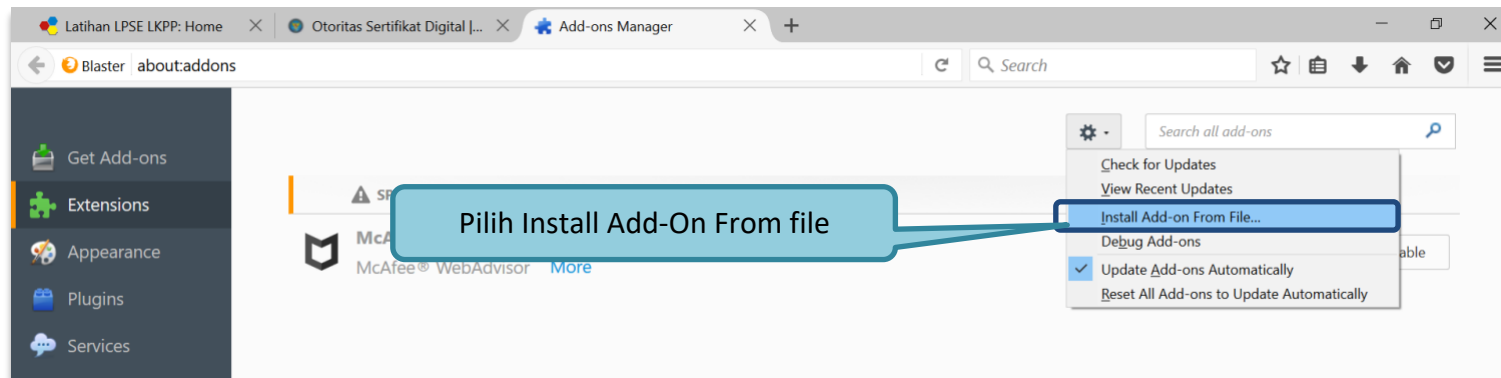 Latihan LPSE LKPP: Home
Otoritas Sertifikat Digital |...
Add-ons Manager
Blaster about:addons
Search
Search all add-ons
Get Add-ons
Check for Updates
View Recent Updates
Extensions
Pilih Install Add-On From file
Install Add-on From File...
Debug Add-ons
Appearance
McAfee® WebAdvisor More
Update Add-ons Automatically
Reset All Add-ons to Update Automatically
Plugins
Services